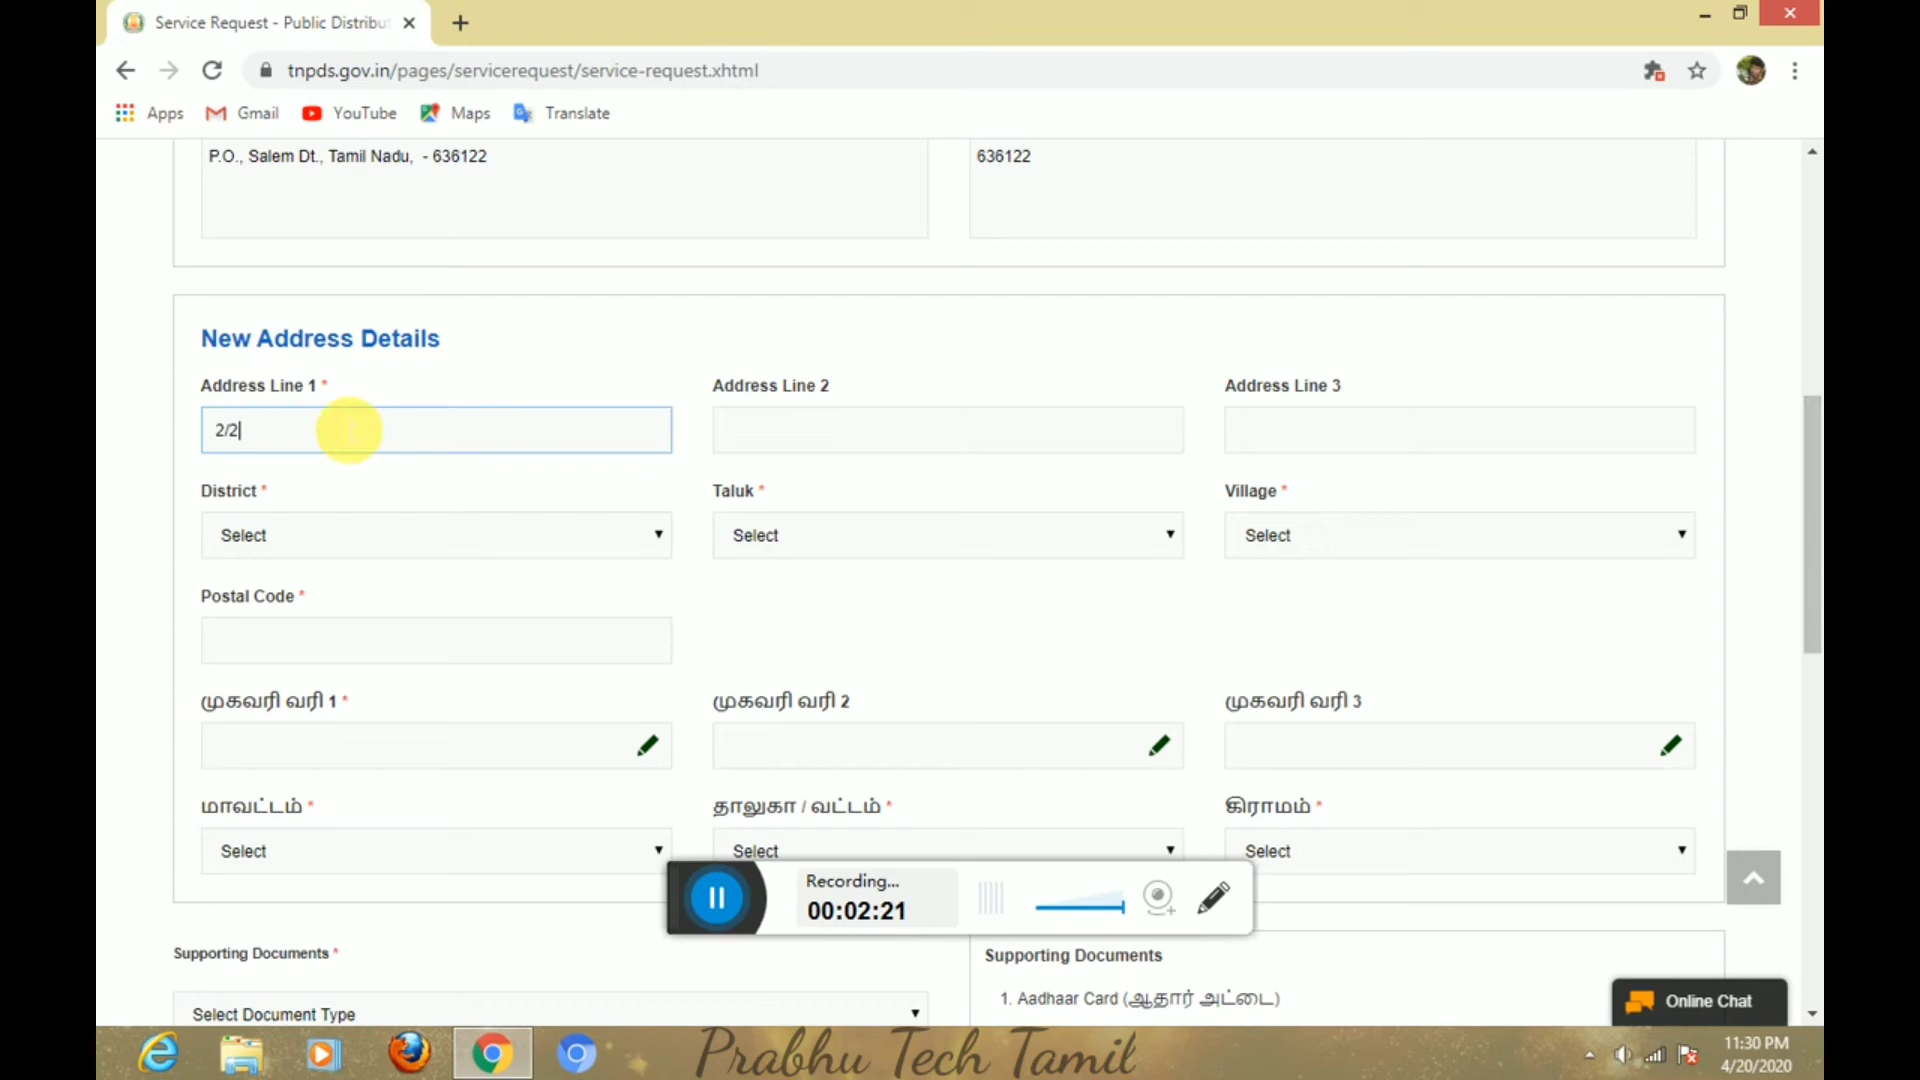 Service Request - Public Distribu
tnpds.gov.in/pages/servicerequest/service-request.xhtml
Apps Gmail YouTube Maps Translate
P.O., Salem Dt., Tamil Nadu, - 636122
636122
New Address Details
Address Line 1 * Address Line 2 Address Line 3
2/2
District * Taluk * Village *
Select Select Select
Postal Code *
முகவரி வரி 1 * முகவரி வரி 2 முகவரி வரி 3
மாவட்டம் * தாலுகா / வட்டம் * கிராமம் *
Select Select Select
Recording...
00:02:21
Supporting Documents *
Select Document Type
Supporting Documents
1. Aadhaar Card (ஆதார் அட்டை)
Online Chat
Prabhu Tech Tamil
11:30 PM
4/20/2020